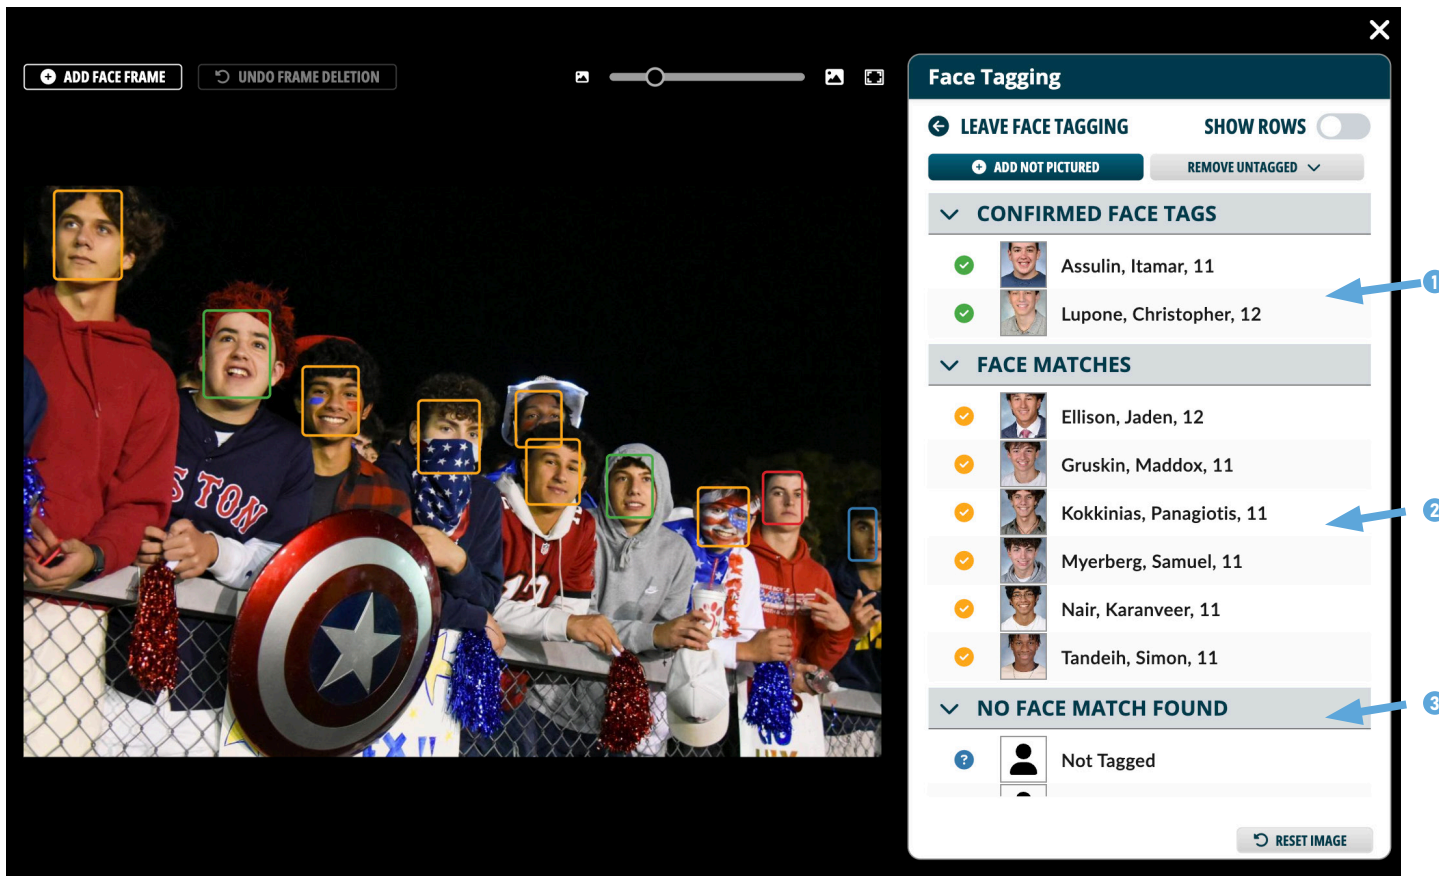 ADD FACE FRAME
UNDO FRAME DELETION
Face Tagging
LEAVE FACE TAGGING
SHOW ROWS
ADD NOT PICTURED
REMOVE UNTAGGED
CONFIRMED FACE TAGS
Assulin, Itamar, 11
1
Lupone, Christopher, 12
FACE MATCHES
Ellison, Jaden, 12
Gruskin, Maddox, 11
Kokkinias, Panagiotis, 11
2
Myerberg, Samuel, 11
Nair, Karanveer, 11
Tandeih, Simon, 11
NO FACE MATCH FOUND
3
? Not Tagged
RESET IMAGE
STON